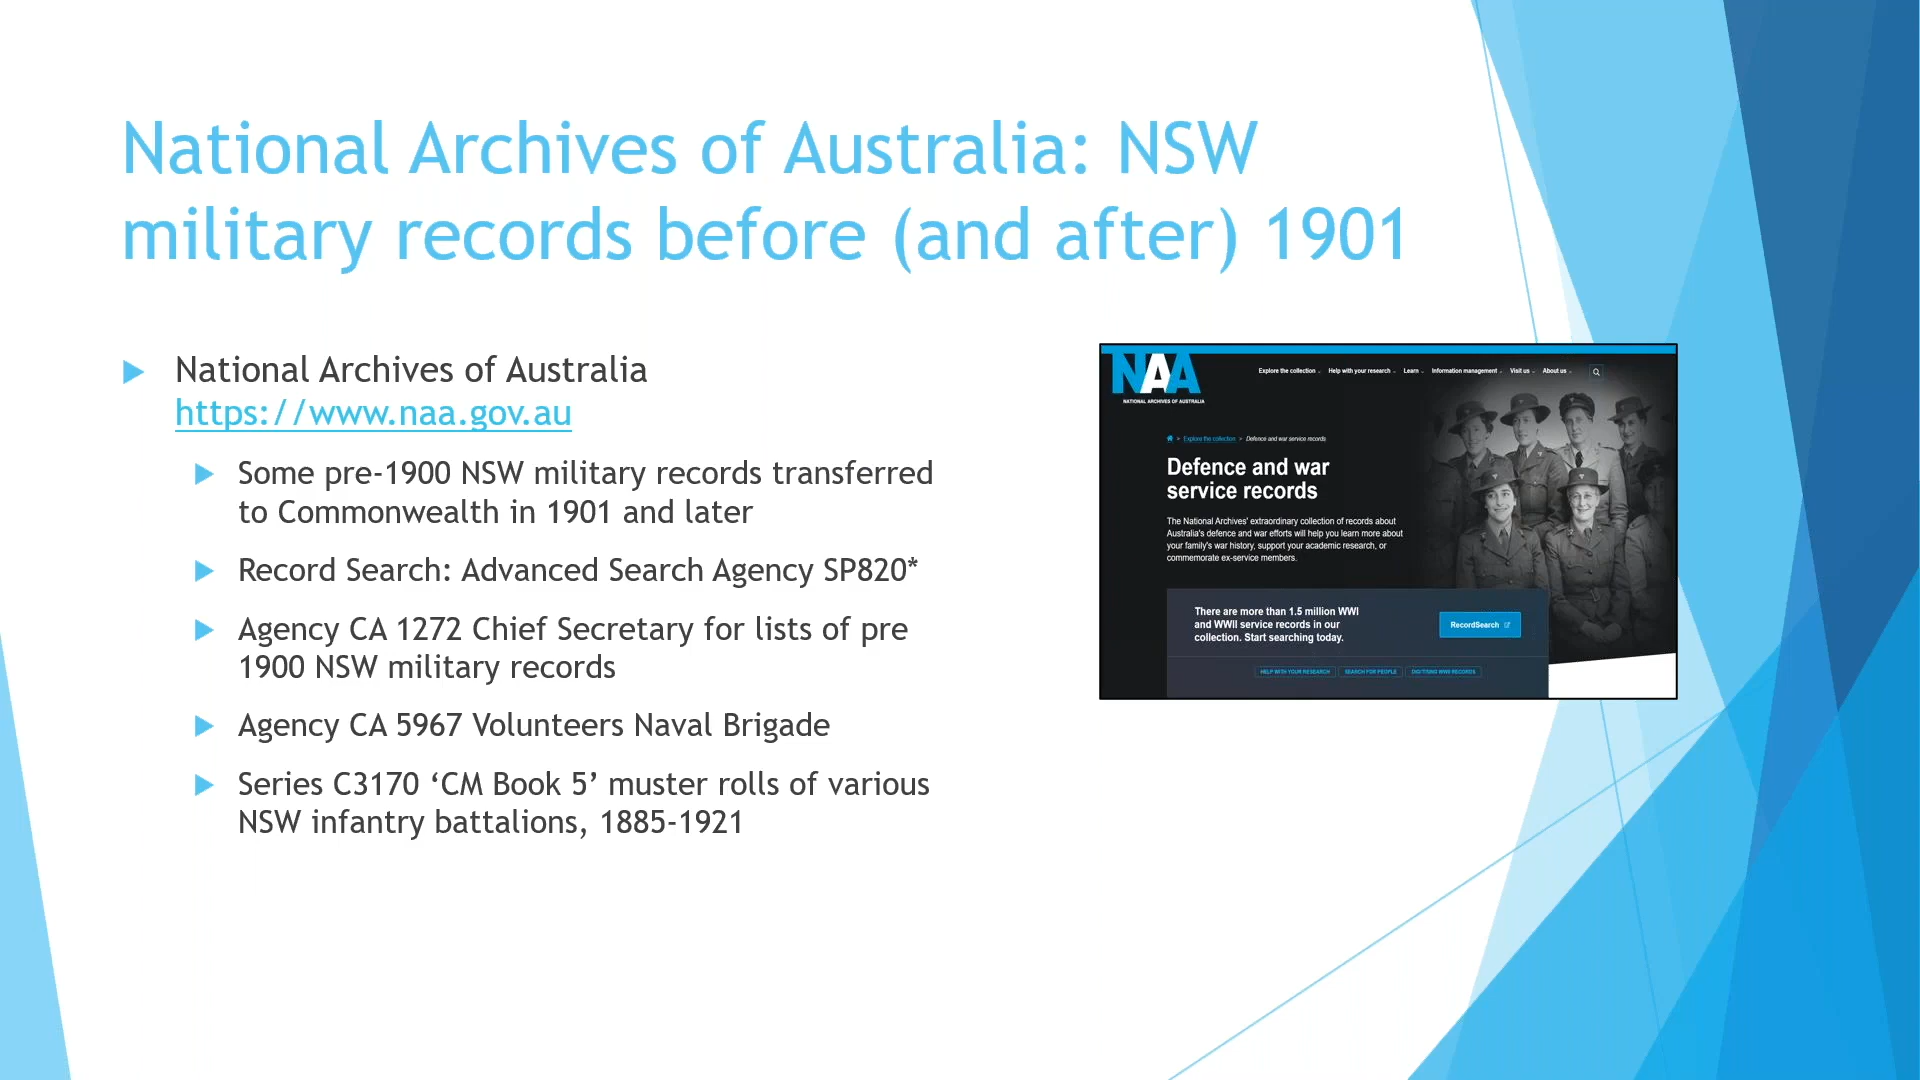 National Archives of Australia: NSW
military records before (and after) 1901
National Archives of Australia
https://www.naa.gov.au
Some pre-1900 NSW military records transferred
to Commonwealth in 1901 and later
Record Search: Advanced Search Agency SP820*
Agency CA 1272 Chief Secretary for lists of pre
1900 NSW military records
Agency CA 5967 Volunteers Naval Brigade
Series C3170 ‘CM Book 5’ muster rolls of various
NSW infantry battalions, 1885-1921
NAA
NATIONAL ARCHIVES OF AUSTRALIA
Explore the collection Help with your research Learn Information management Visit us About us
> Explore the collection > Defence and war service records
Defence and war
service records
The National Archives' extraordinary collection of records about
Australia's defence and war efforts will help you learn more about
your family's war history, support your academic research, or
commemorate ex-service members.
There are more than 1.5 million WWI
and WWII service records in our
collection. Start searching today.
RecordSearch
HELP WITH YOUR RESEARCH SEARCH FOR PEOPLE DIGITISING WWII RECORDS